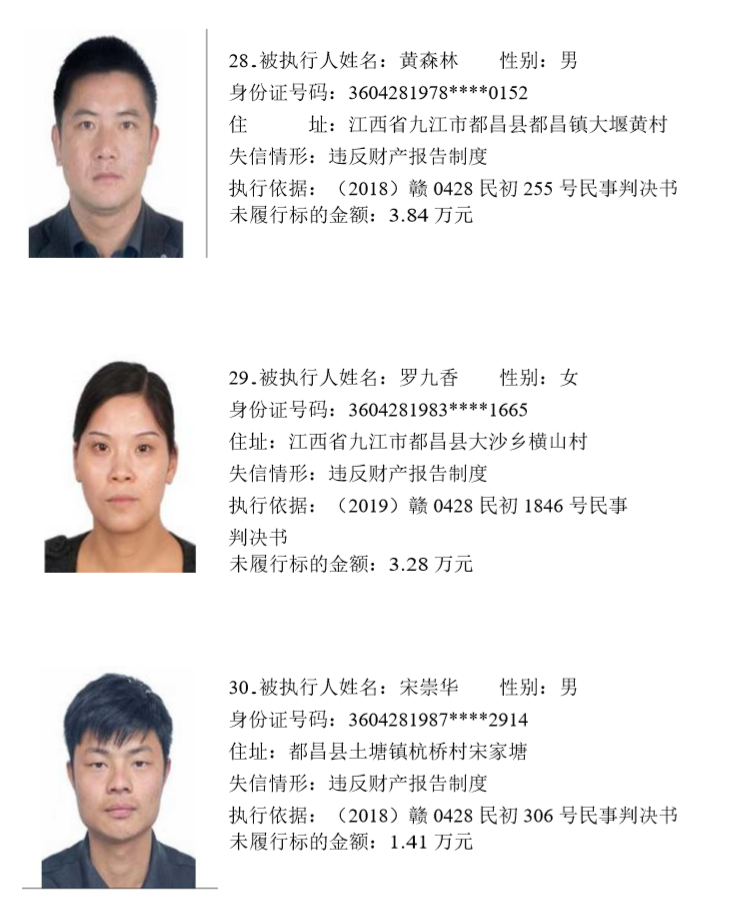 28.被执行人姓名：黄森林 性别：男
身份证号码：3604281978****0152
住 址：江西省九江市都昌县都昌镇大堰黄村
失信情形：违反财产报告制度
执行依据：（2018）赣 0428 民初 255 号民事判决书
未履行标的金额：3.84 万元
29.被执行人姓名：罗九香 性别：女
身份证号码：3604281983****1665
住址：江西省九江市都昌县大沙乡横山村
失信情形：违反财产报告制度
执行依据：（2019）赣 0428 民初 1846 号民事
判决书
未履行标的金额：3.28 万元
30.被执行人姓名：宋崇华 性别：男
身份证号码：3604281987****2914
住址：都昌县土塘镇杭桥村宋家塘
失信情形：违反财产报告制度
执行依据：（2018）赣 0428 民初 306 号民事判决书
未履行标的金额：1.41 万元